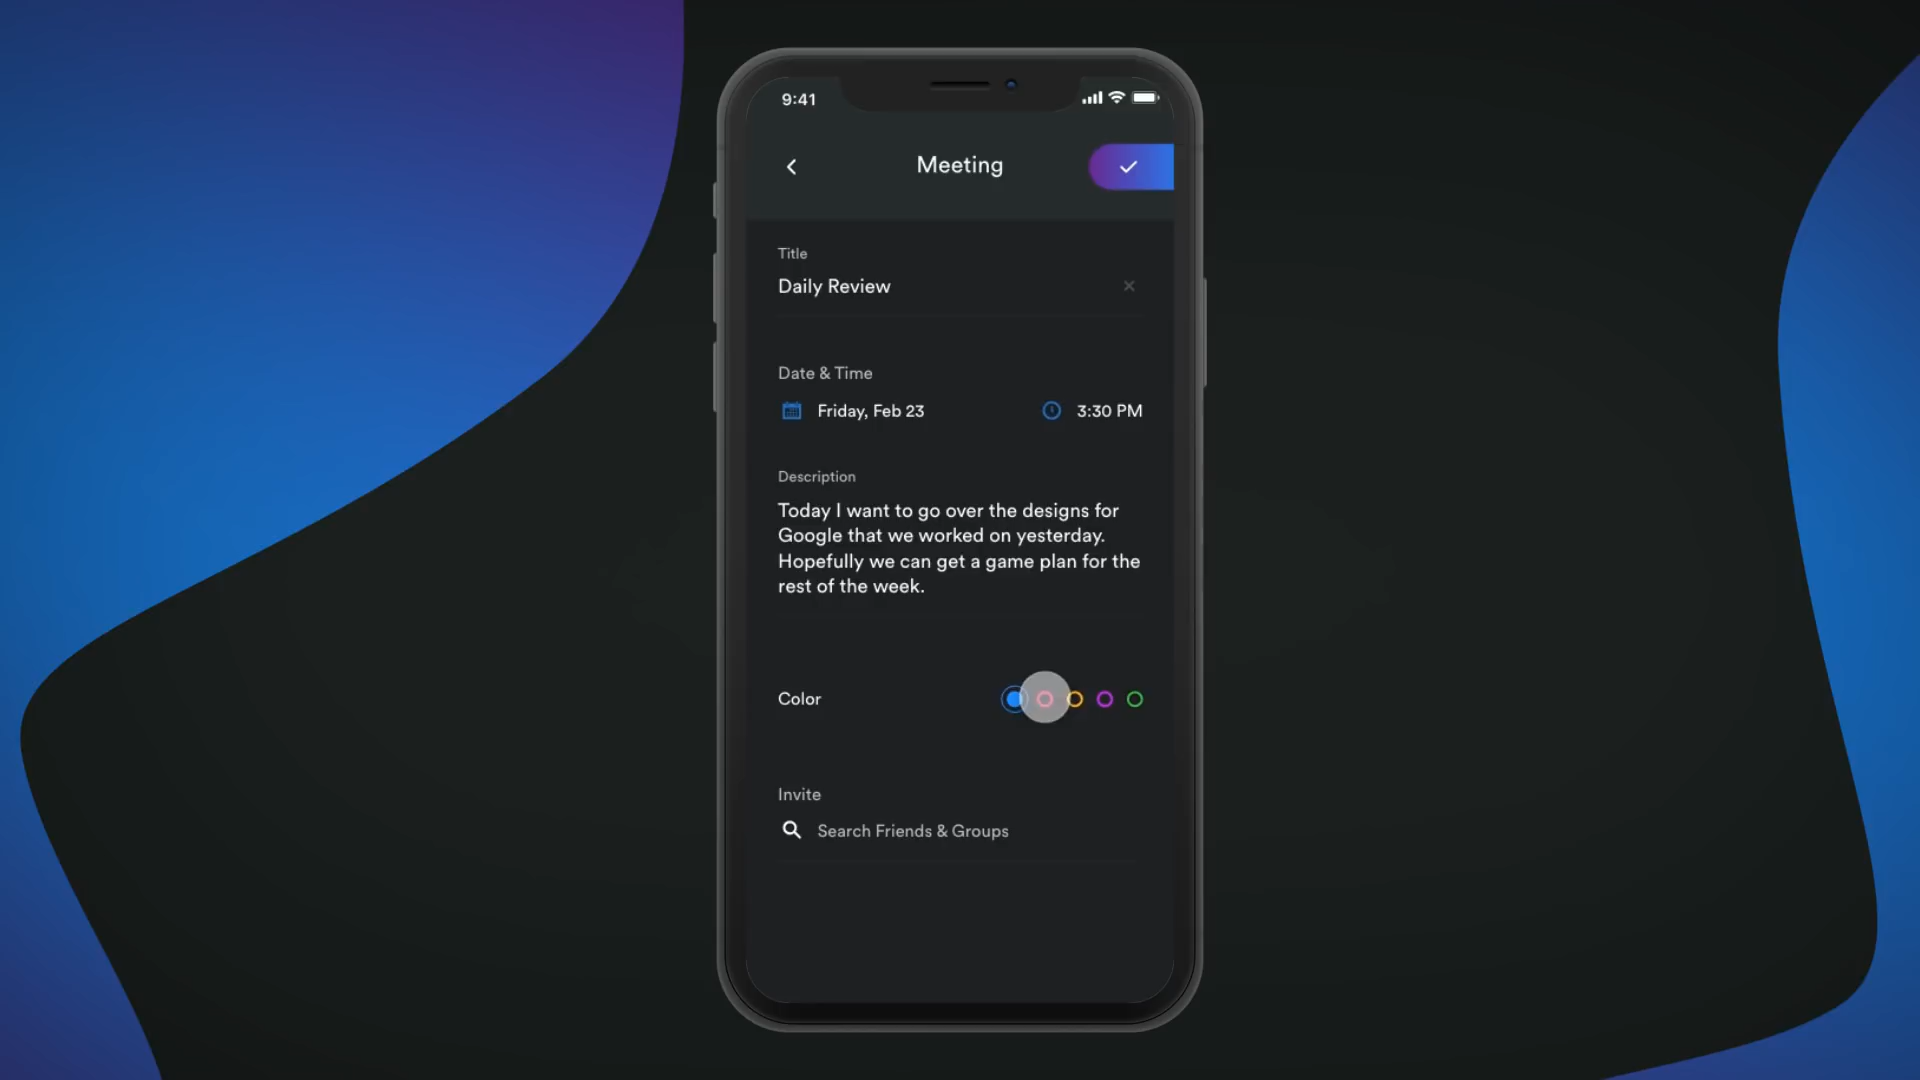 9:41
Meeting
Title
Daily Review
Date & Time
Friday, Feb 23
3:30 PM
Description
Today I want to go over the designs for
Google that we worked on yesterday.
Hopefully we can get a game plan for the
rest of the week.
Color
Invite
Search Friends & Groups